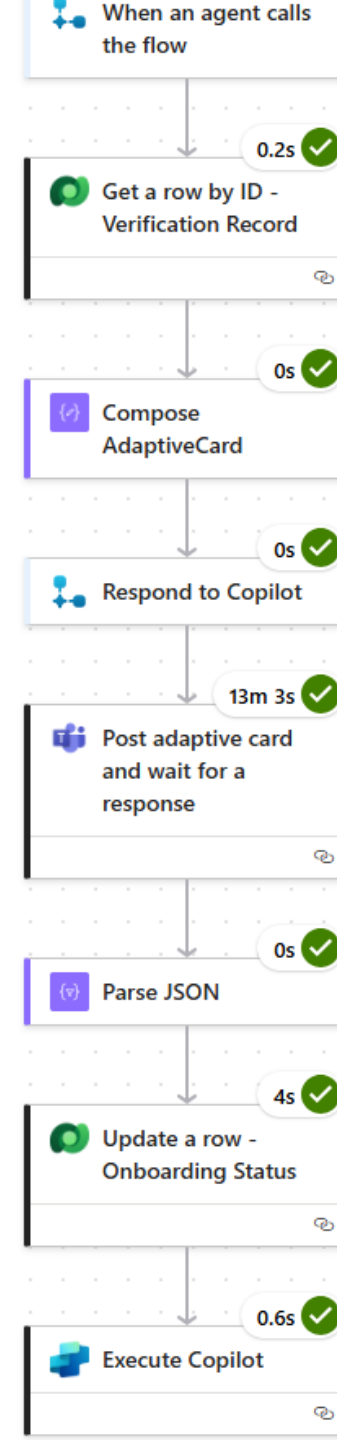 When an agent calls
the flow
0.2s
Get a row by ID -
Verification Record
0s
Compose
AdaptiveCard
0s
Respond to Copilot
13m 3s
Post adaptive card
and wait for a
response
0s
Parse JSON
4s
Update a row -
Onboarding Status
0.6s
Execute Copilot